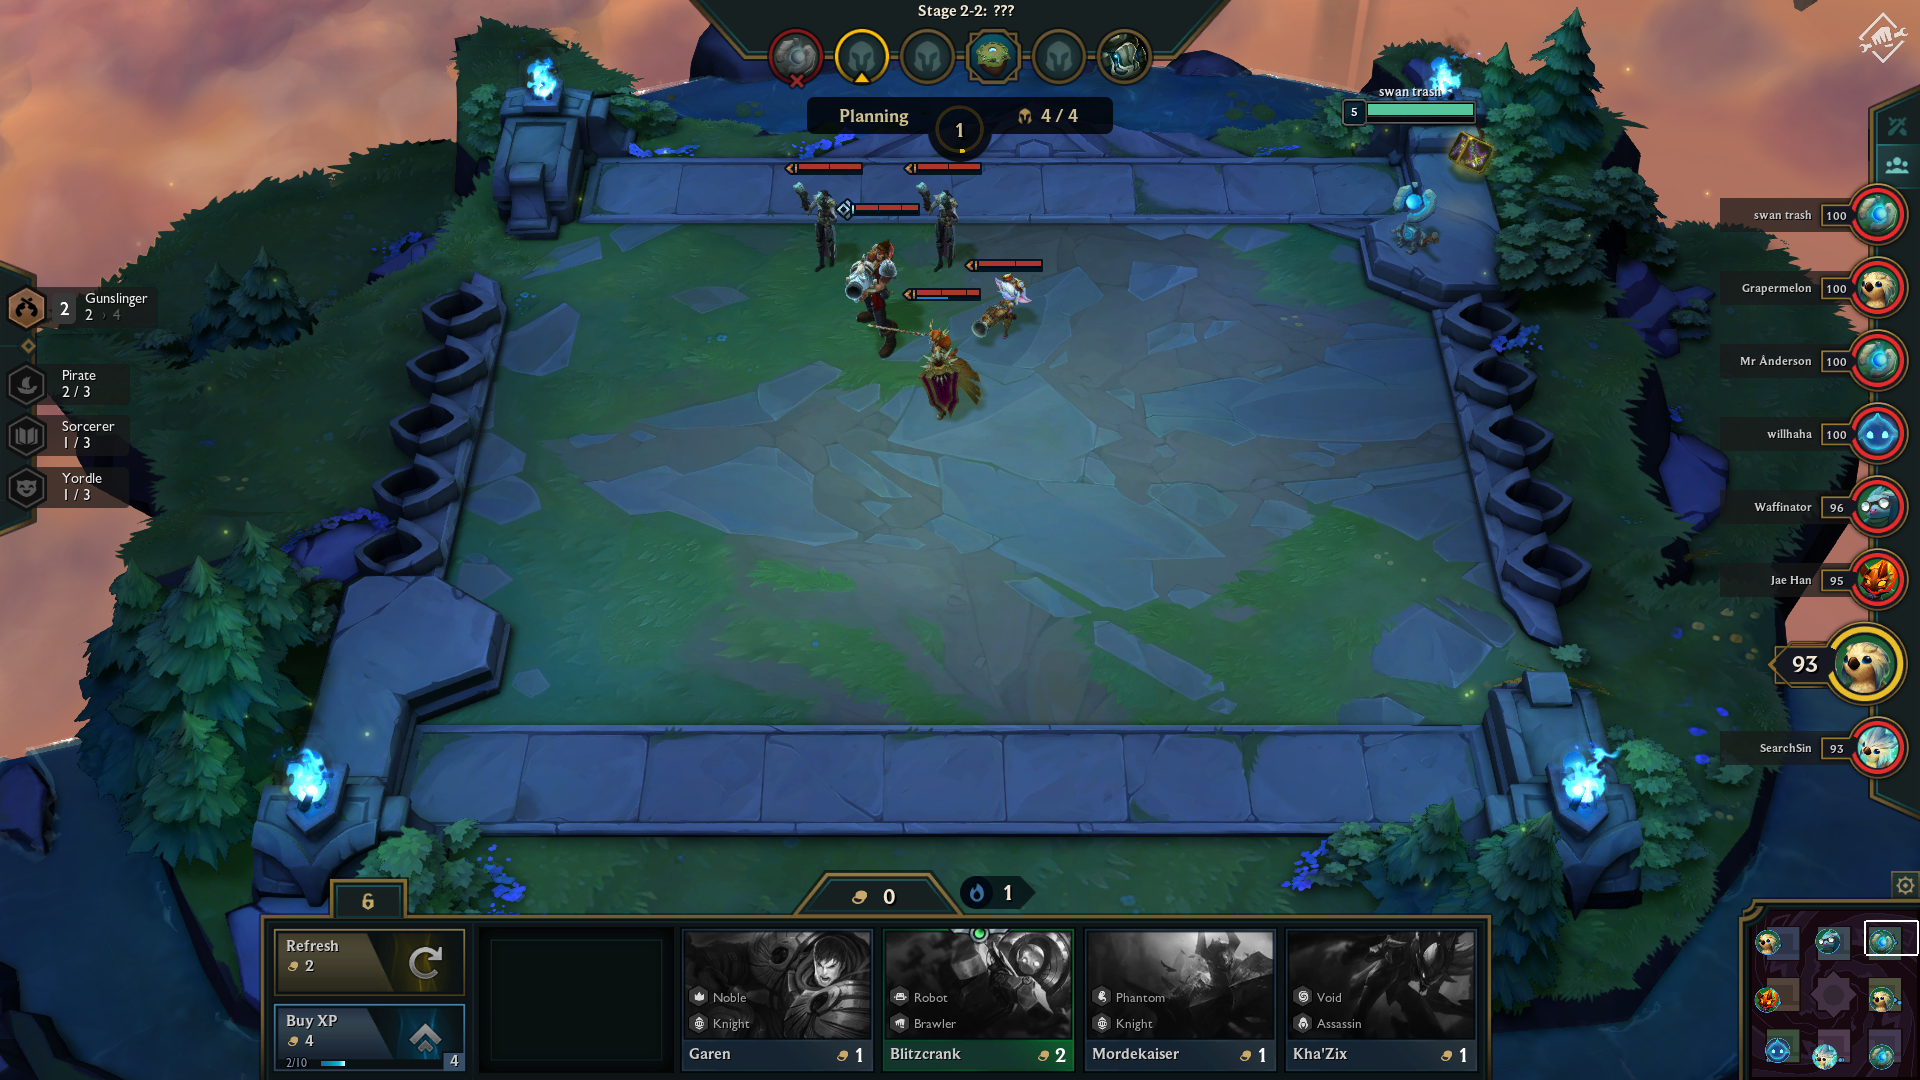 Stage 2-2: ???
Planning
1
4 / 4
swan trash
5
2
Gunslinger
2 › 4
Pirate
2 / 3
Sorcerer
1 / 3
Yordle
1 / 3
swan trash 100
Grapermelon 100
Mr Ànderson 100
willhaha 100
Waffinator 96
Jae Han 95
93
SearchSin 93
6
0
1
Refresh
2
Buy XP
4
2/10
4
Noble
Knight
Garen 1
Robot
Brawler
Blitzcrank 2
Phantom
Knight
Mordekaiser 1
Void
Assassin
Kha'Zix 1